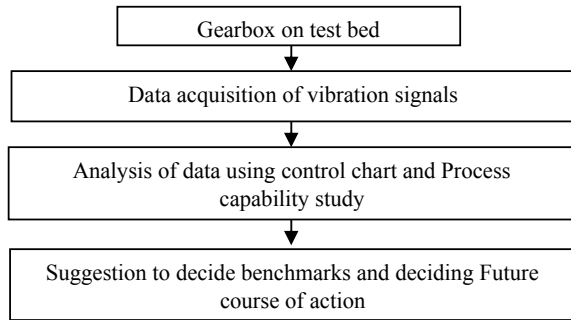 Gearbox on test bed
Data acquisition of vibration signals
Analysis of data using control chart and Process
capability study
Suggestion to decide benchmarks and deciding Future
course of action